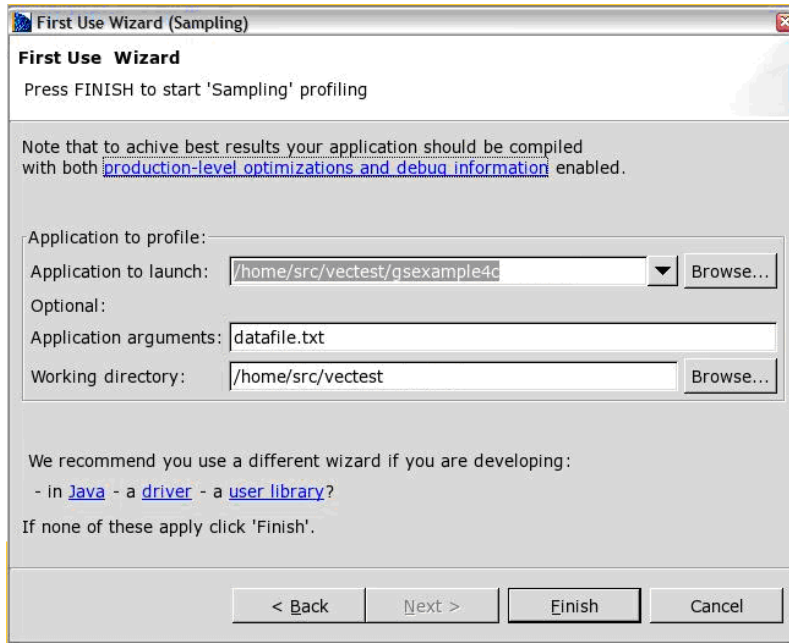 First Use Wizard (Sampling)
First Use Wizard
Press FINISH to start 'Sampling' profiling
Note that to achive best results your application should be compiled
with both production-level optimizations and debug information enabled.
Application to profile:
Application to launch: /home/src/vectest/gsexample4c Browse...
Optional:
Application arguments: datafile.txt
Working directory: /home/src/vectest Browse...
We recommend you use a different wizard if you are developing:
- in Java - a driver - a user library?
If none of these apply click 'Finish'.
< Back Next > Finish Cancel